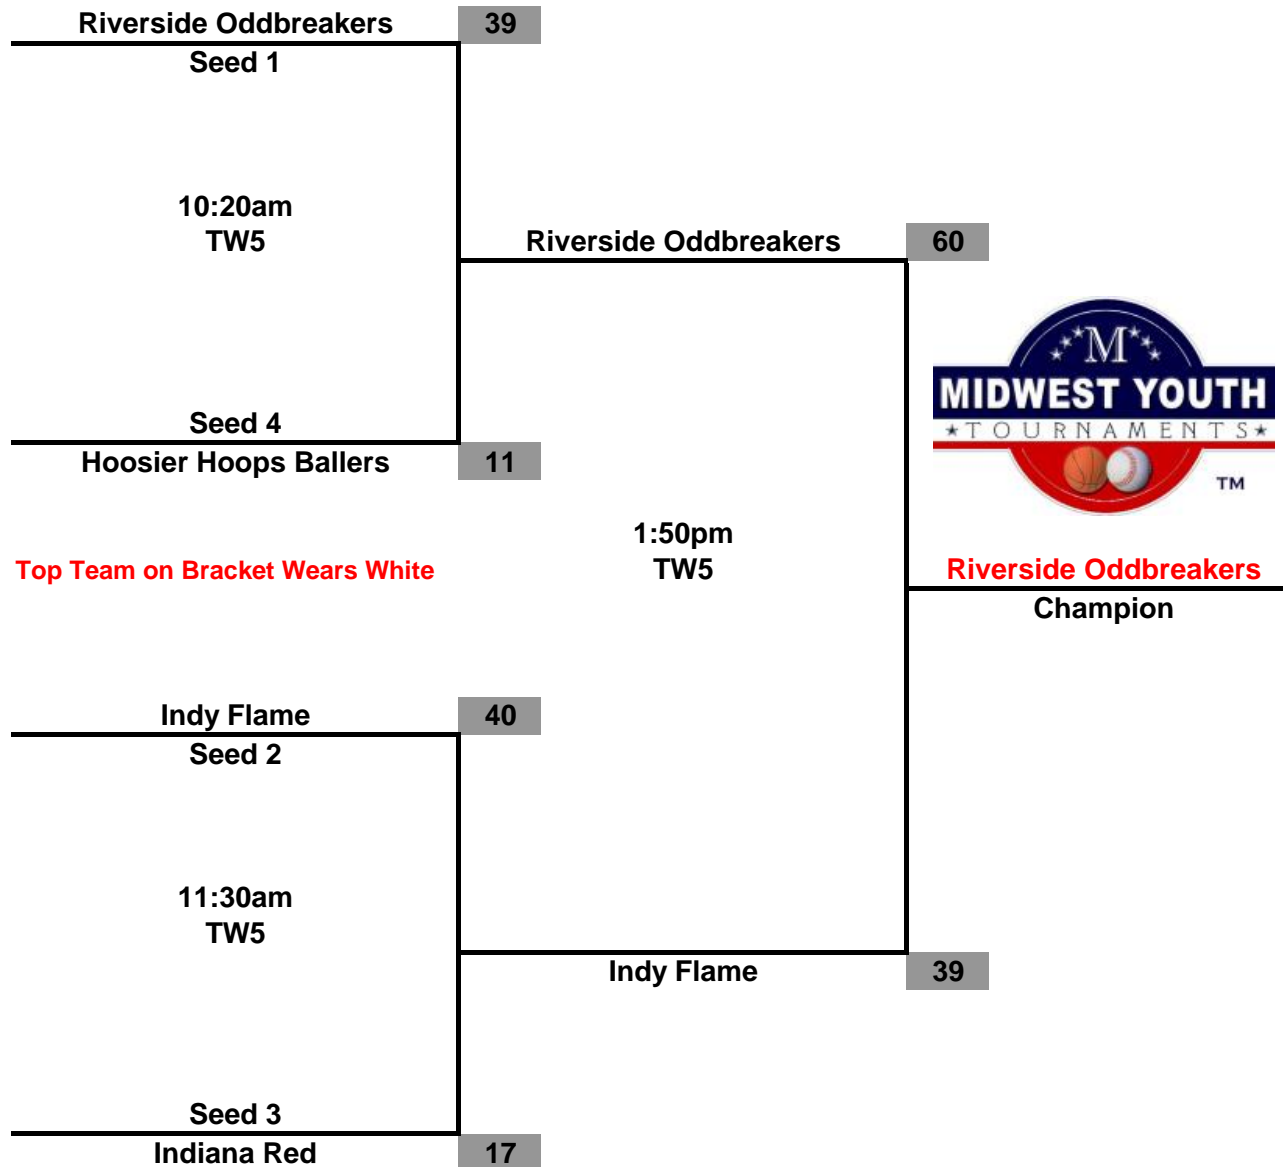 Riverside Oddbreakers 39
Seed 1
10:20am
TW5
Riverside Oddbreakers 60
M
MIDWEST YOUTH
TOURNAMENTS
TM
Seed 4
Hoosier Hoops Ballers 11
1:50pm
TW5
Top Team on Bracket Wears White
Riverside Oddbreakers
Champion
Indy Flame 40
Seed 2
11:30am
TW5
Indy Flame 39
Seed 3
Indiana Red 17